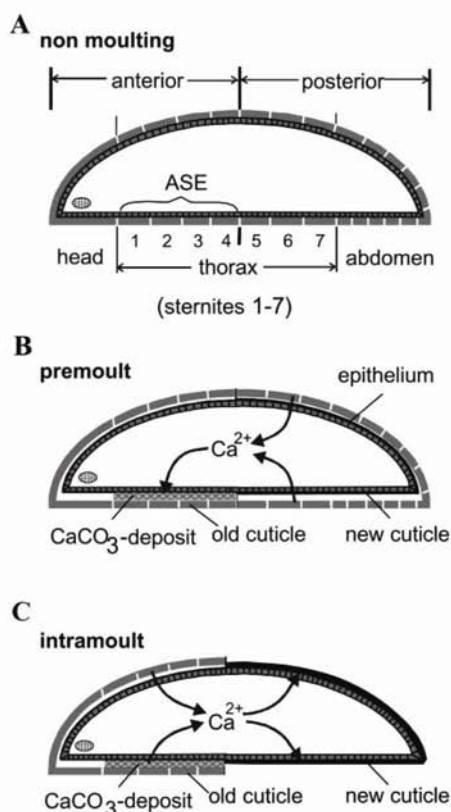 A
non moulting
anterior posterior
ASE
1 2 3 4 5 6 7
head thorax abdomen
(sternites 1-7)
B
premoult
epithelium
Ca2+
CaCO3-deposit old cuticle new cuticle
C
intramoult
Ca2+
CaCO3-deposit old cuticle new cuticle